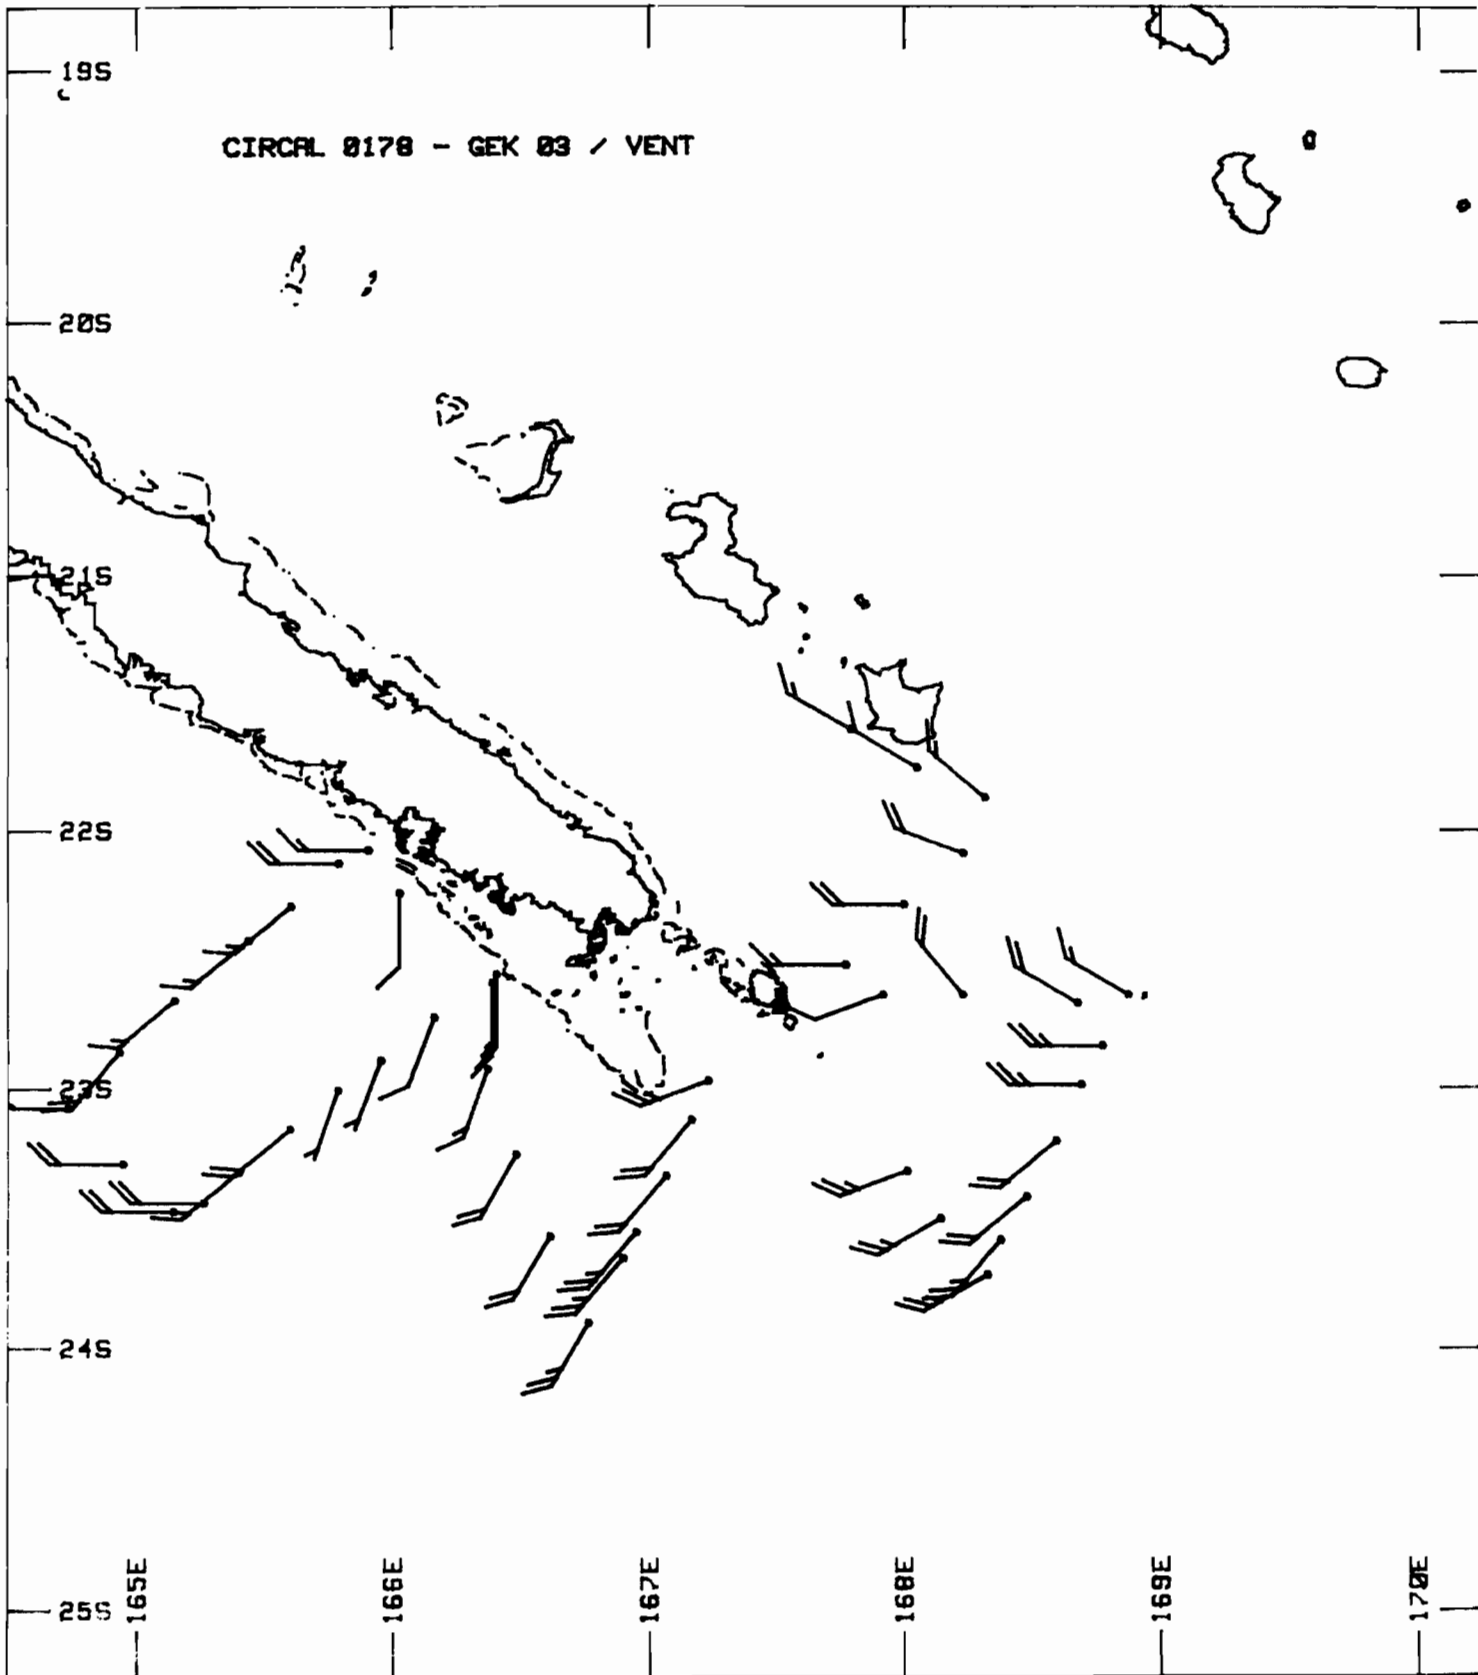 19S
CIRCAL 0178 - GEK 03 / VENT
20S
21S
22S
23S
24S
25S
165E
166E
167E
168E
169E
170E